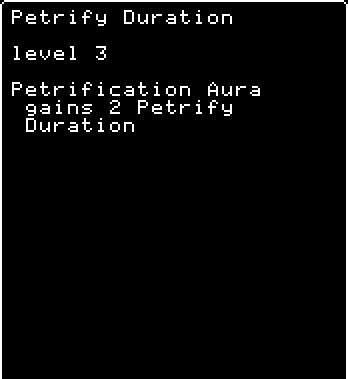 Petrify Duration
level 3
Petrification Aura
gains 2 Petrify
Duration